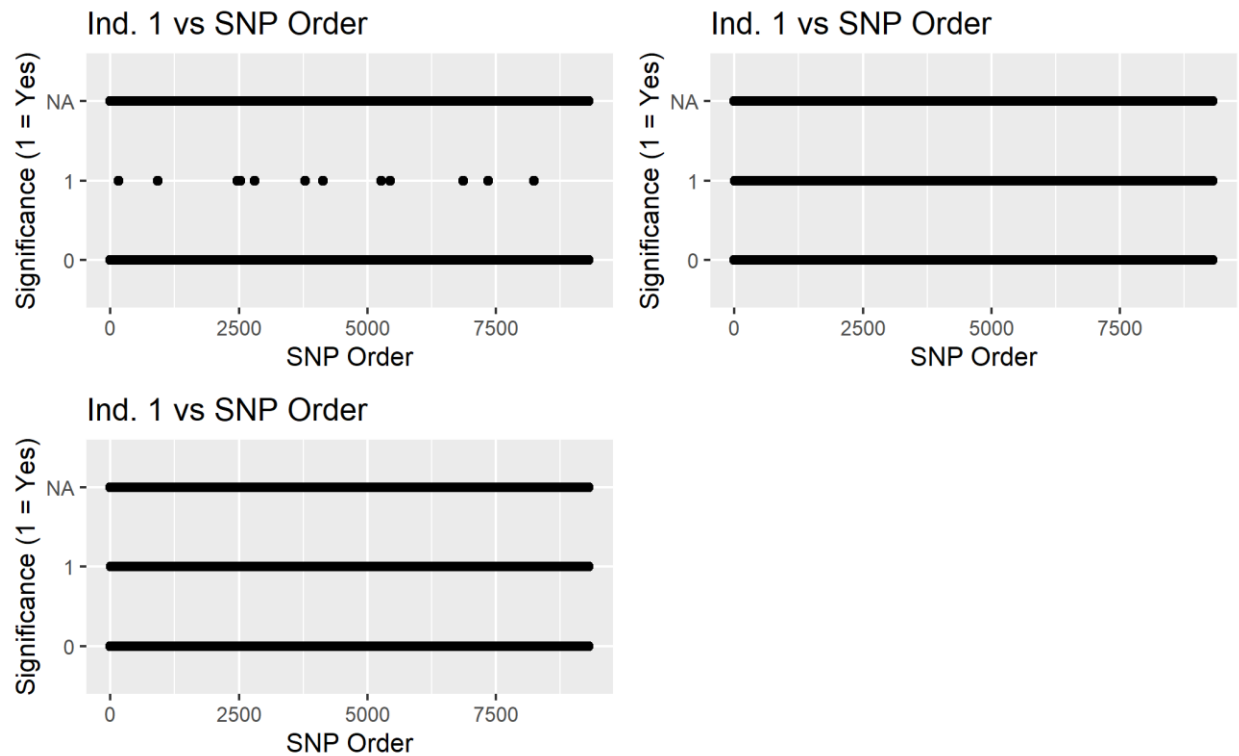 Ind. 1 vs SNP Order
Significance (1 = Yes)
NA
1
0
0 2500 5000 7500
SNP Order
Ind. 1 vs SNP Order
Significance (1 = Yes)
NA
1
0
0 2500 5000 7500
SNP Order
Ind. 1 vs SNP Order
Significance (1 = Yes)
NA
1
0
0 2500 5000 7500
SNP Order